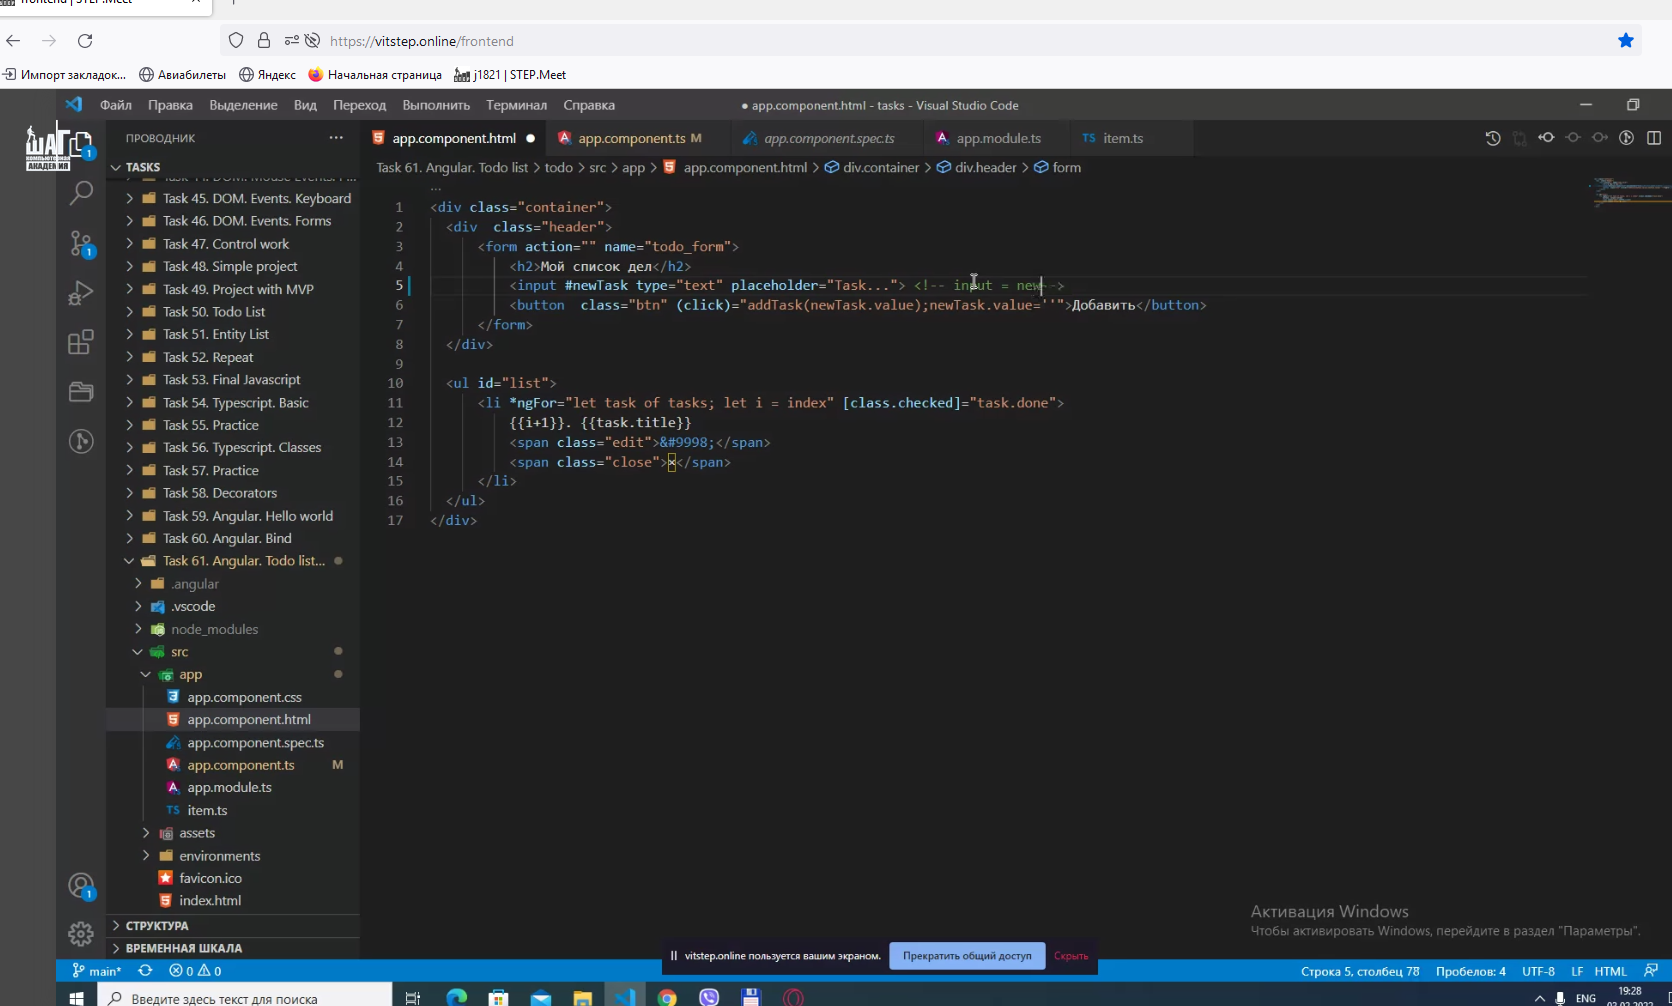 frontend | STEP.Meet
https://vitstep.online/frontend
Импорт закладок... Авиабилеты Яндекс Начальная страница j1821 | STEP.Meet
Файл Правка Выделение Вид Переход Выполнить Терминал Справка ● app.component.html - tasks - Visual Studio Code
ШАГ
КОМПЬЮТЕРНАЯ
АКАДЕМИЯ
1
1
1
ПРОВОДНИК ...
TASKS
Task 45. DOM. Events. Keyboard
Task 46. DOM. Events. Forms
Task 47. Control work
Task 48. Simple project
Task 49. Project with MVP
Task 50. Todo List
Task 51. Entity List
Task 52. Repeat
Task 53. Final Javascript
Task 54. Typescript. Basic
Task 55. Practice
Task 56. Typescript. Classes
Task 57. Practice
Task 58. Decorators
Task 59. Angular. Hello world
Task 60. Angular. Bind
Task 61. Angular. Todo list...
.angular
.vscode
node_modules
src
app
app.component.css
app.component.html
app.component.spec.ts
app.component.ts M
app.module.ts
TS item.ts
assets
environments
favicon.ico
index.html
СТРУКТУРА
ВРЕМЕННАЯ ШКАЛА
app.component.html ● app.component.ts M app.component.spec.ts app.module.ts TS item.ts
Task 61. Angular. Todo list > todo > src > app > app.component.html > div.container > div.header > form
...
1 <div class="container">
2 <div  class="header">
3 <form action="" name="todo_form">
4 <h2>Мой список дел</h2>
5 <input #newTask type="text" placeholder="Task..."> <!-- input = new-->
6 <button  class="btn" (click)="addTask(newTask.value);newTask.value=''">Добавить</button>
7 </form>
8 </div>
9
10 <ul id="list">
11 <li *ngFor="let task of tasks; let i = index" [class.checked]="task.done">
12 {{i+1}}. {{task.title}}
13 <span class="edit">&#9998;</span>
14 <span class="close">×</span>
15 </li>
16 </ul>
17 </div>
Активация Windows
Чтобы активировать Windows, перейдите в раздел "Параметры".
vitstep.online пользуется вашим экраном. Прекратить общий доступ Скрыть
main* 0 0 Строка 5, столбец 78 Пробелов: 4 UTF-8 LF HTML
Введите здесь текст для поиска
ENG 19:28